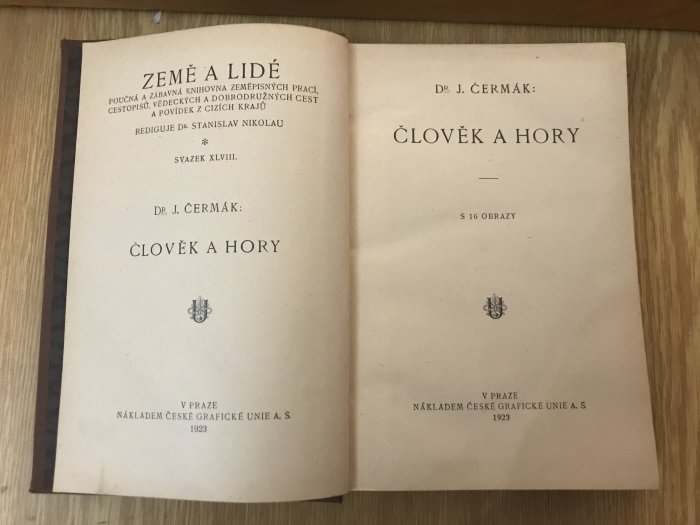 ZEMĚ A LIDÉ
POUČNÁ A ZÁBAVNÁ KNIHOVNA ZEMĚPISNÝCH PRACÍ,
CESTOPISŮ, VĚDECKÝCH A DOBRODRUŽNÝCH CEST
A POVÍDEK Z CIZÍCH KRAJŮ
REDIGUJE DR. STANISLAV NIKOLAU
*
SVAZEK XLVIII.
DR. J. ČERMÁK:
ČLOVĚK A HORY
U
V PRAZE
NÁKLADEM ČESKÉ GRAFICKÉ UNIE A. S.
1923
DR. J. ČERMÁK:
ČLOVĚK A HORY
S 16 OBRAZY
U
V PRAZE
NÁKLADEM ČESKÉ GRAFICKÉ UNIE A. S.
1923